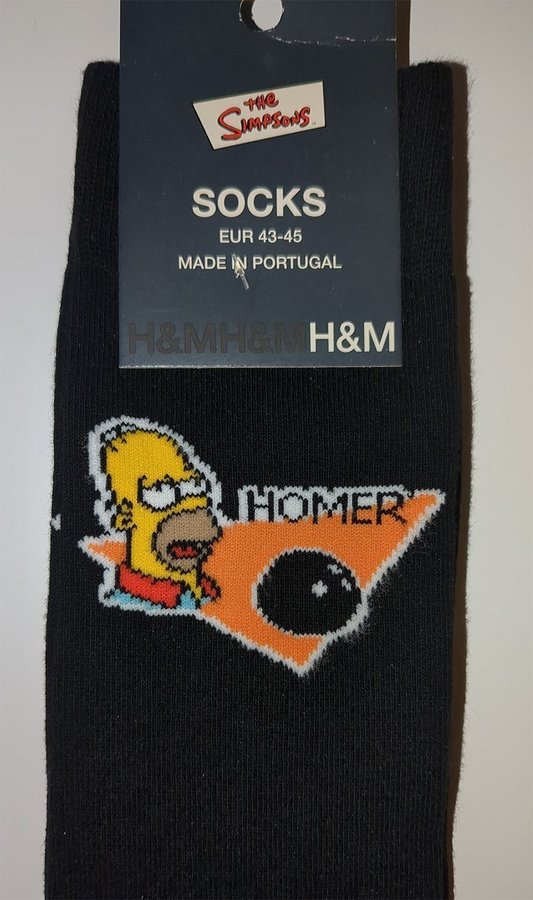 THE
SIMPSONS
SOCKS
EUR 43-45
MADE IN PORTUGAL
H&MH&MH&M
HOMER